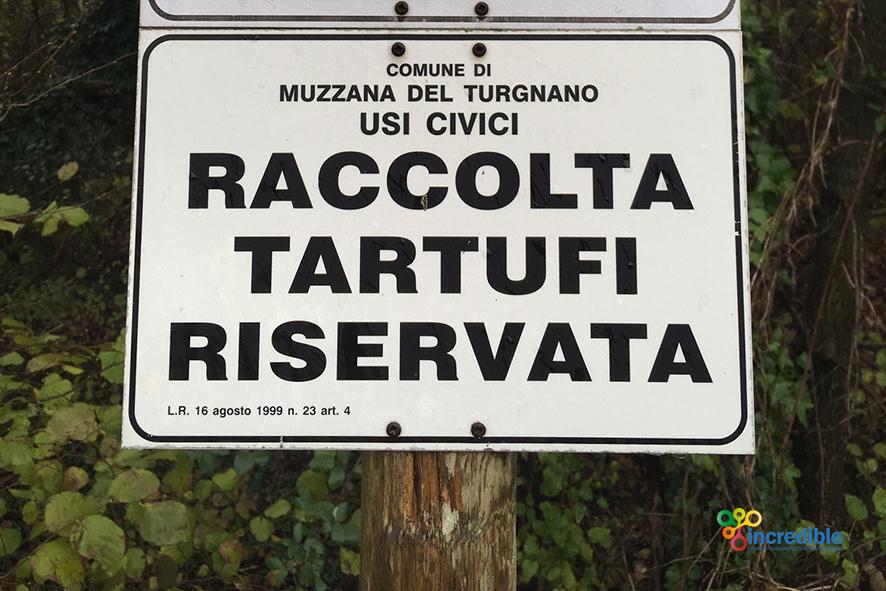 COMUNE DI
MUZZANA DEL TURGNANO
USI CIVICI
RACCOLTA
TARTUFI
RISERVATA
L.R. 16 agosto 1999 n. 23 art. 4
incredible